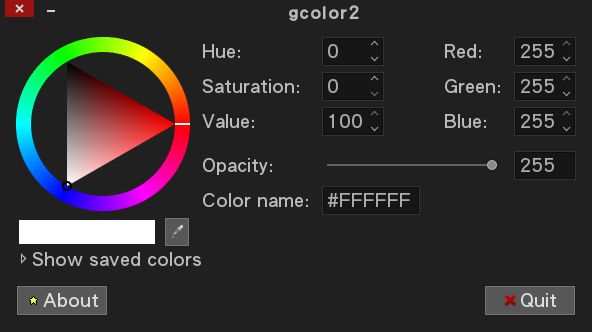 gcolor2
Hue: 0 Red: 255
Saturation: 0 Green: 255
Value: 100 Blue: 255
Opacity: 255
Color name: #FFFFFF
Show saved colors
About Quit